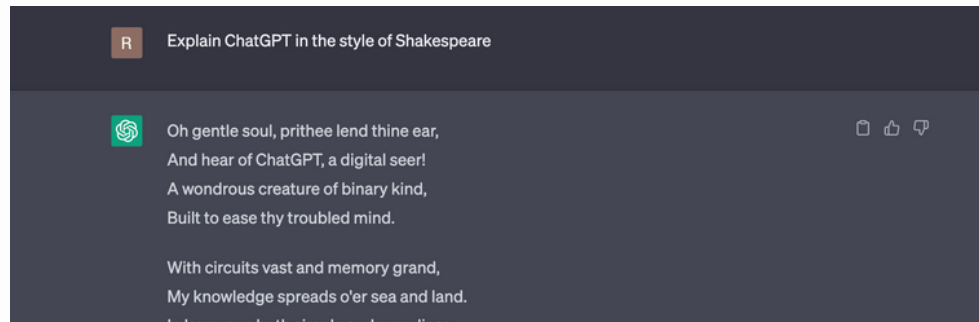 R
Explain ChatGPT in the style of Shakespeare
Oh gentle soul, prithee lend thine ear,
And hear of ChatGPT, a digital seer!
A wondrous creature of binary kind,
Built to ease thy troubled mind.
With circuits vast and memory grand,
My knowledge spreads o'er sea and land.